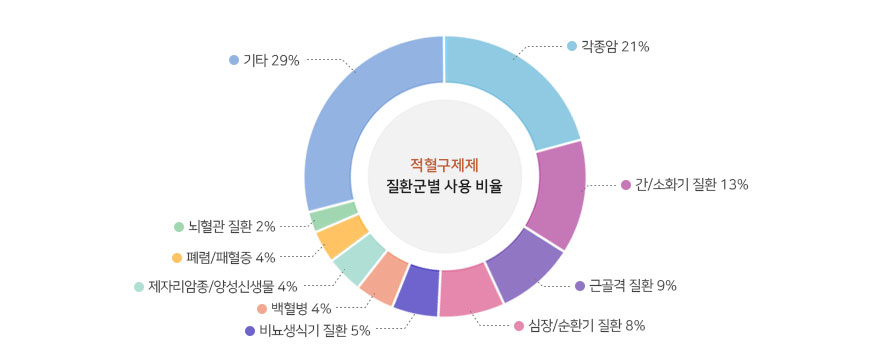 적혈구제제
질환군별 사용 비율
각종암 21%
간/소화기 질환 13%
근골격 질환 9%
심장/순환기 질환 8%
비뇨생식기 질환 5%
백혈병 4%
제자리암종/양성신생물 4%
폐렴/패혈증 4%
뇌혈관 질환 2%
기타 29%